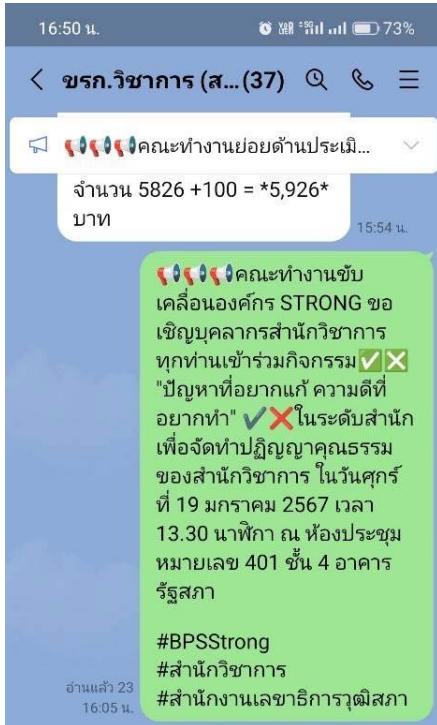 16:50 น.
73%
ขรก.วิชาการ (ส...(37)
คณะทำงานย่อยด้านประเมิ...
จำนวน 5826 +100 = *5,926*
บาท
15:54 น.
📢📢📢คณะทำงานขับ
เคลื่อนองค์กร STRONG ขอ
เชิญบุคลากรสำนักวิชาการ
ทุกท่านเข้าร่วมกิจกรรม✅❎
"ปัญหาที่อยากแก้ ความดีที่
อยากทำ" ✔️❌ในระดับสำนัก
เพื่อจัดทำปฏิญญาคุณธรรม
ของสำนักวิชาการ ในวันศุกร์
ที่ 19 มกราคม 2567 เวลา
13.30 นาฬิกา ณ ห้องประชุม
หมายเลข 401 ชั้น 4 อาคาร
รัฐสภา
#BPSStrong
#สำนักวิชาการ
#สำนักงานเลขาธิการวุฒิสภา
อ่านแล้ว 23
16:05 น.